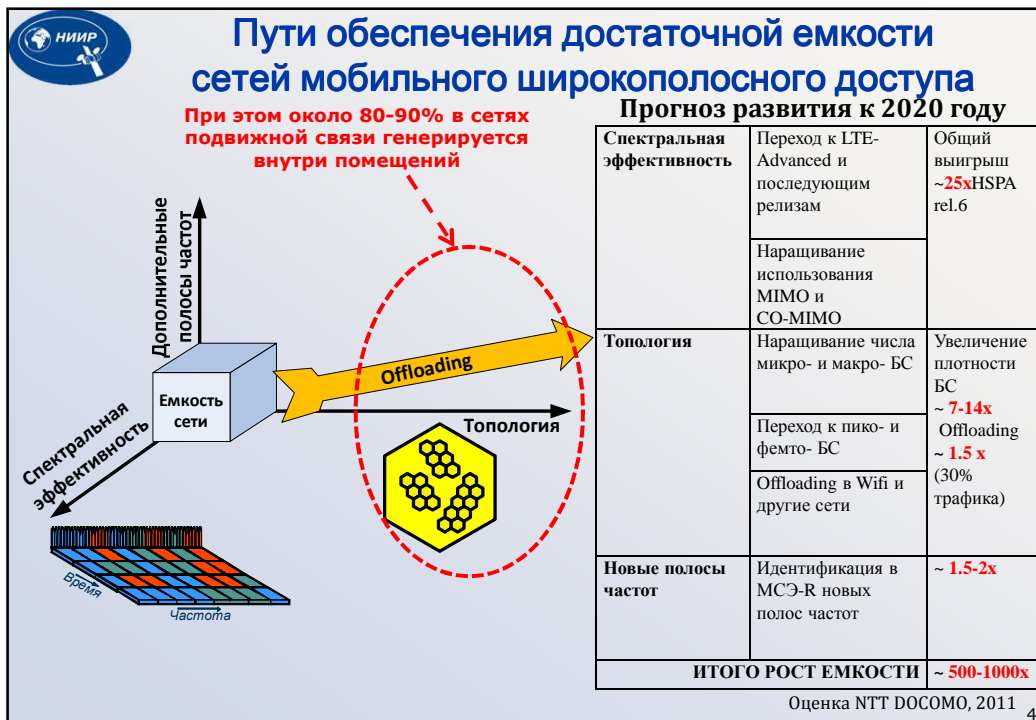 НИИР
Пути обеспечения достаточной емкости
сетей мобильного широкополосного доступа
При этом около 80-90% в сетях
подвижной связи генерируется
внутри помещений
Дополнительные
полосы частот
Емкость
сети
Offloading
Топология
Спектральная
эффективность
Время
Частота
Прогноз развития к 2020 году
Спектральная
эффективность
Переход к LTE-
Advanced и
последующим
релизам
Общий
выигрыш
~25xHSPA
rel.6
Наращивание
использования
MIMO и
CO-MIMO
Топология
Наращивание числа
микро- и макро- БС
Увеличение
плотности
БС
~ 7-14x
Offloading
~ 1.5 x
(30%
трафика)
Переход к пико- и
фемто- БС
Offloading в Wifi и
другие сети
Новые полосы
частот
Идентификация в
МСЭ-R новых
полос частот
~ 1.5-2x
ИТОГО РОСТ ЕМКОСТИ
~ 500-1000x
Оценка NTT DOCOMO, 2011
4